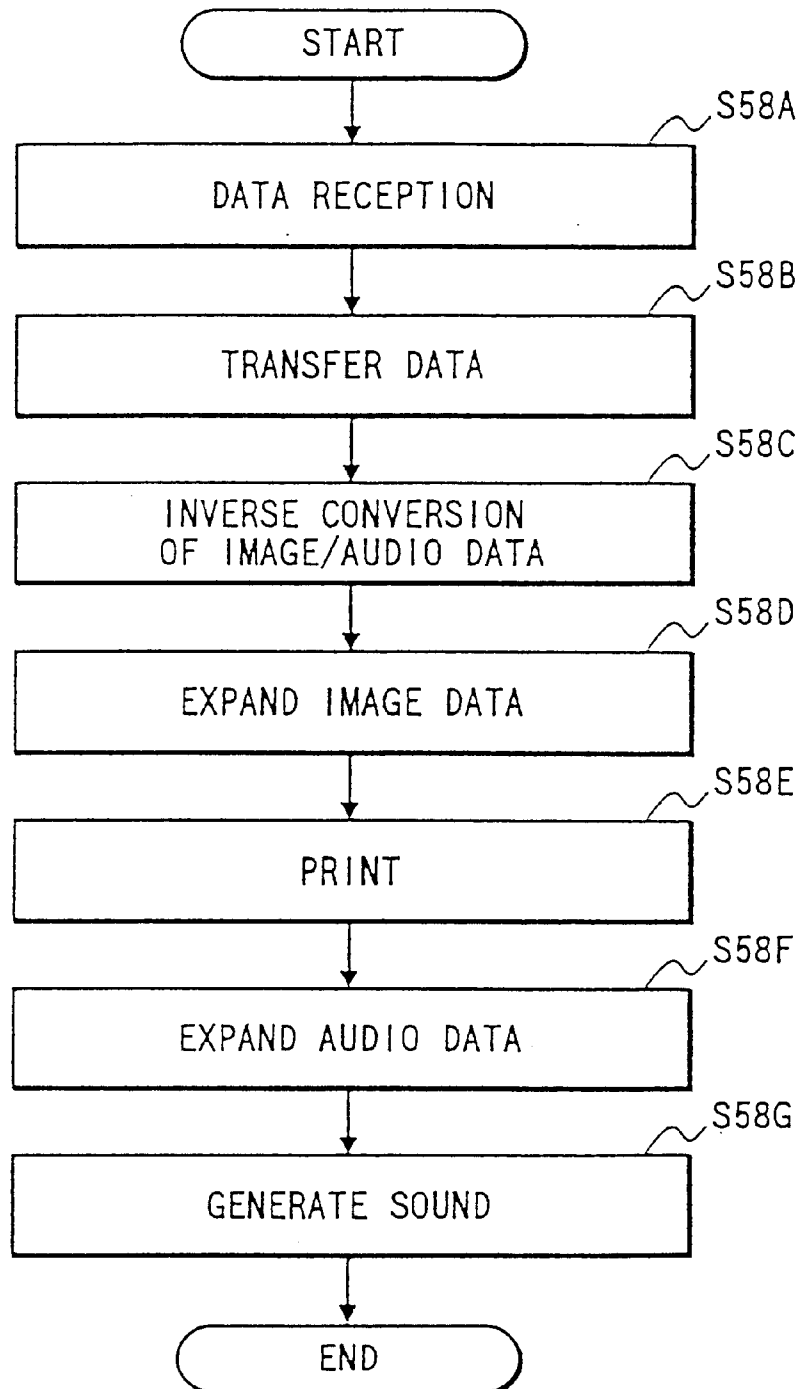 START
S58A
DATA RECEPTION
S58B
TRANSFER DATA
S58C
INVERSE CONVERSION
OF IMAGE/AUDIO DATA
S58D
EXPAND IMAGE DATA
S58E
PRINT
S58F
EXPAND AUDIO DATA
S58G
GENERATE SOUND
END